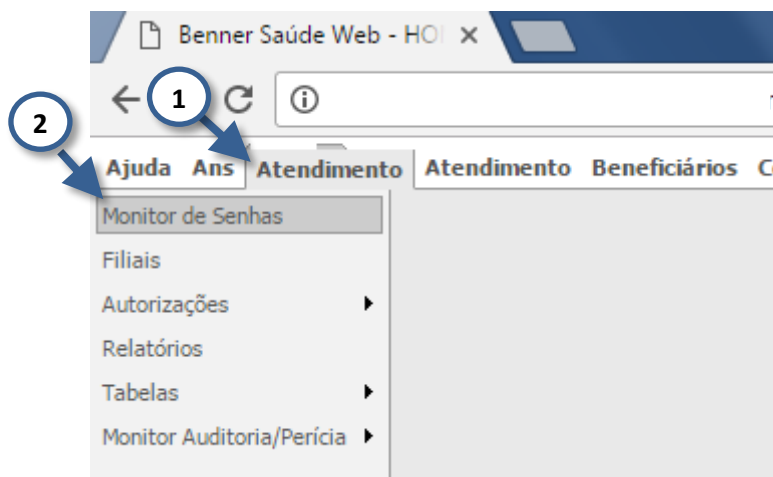 Benner Saúde Web - HO
1
2
Ajuda Ans Atendimento Atendimento Beneficiários
Monitor de Senhas
Filiais
Autorizações
Relatórios
Tabelas
Monitor Auditoria/Perícia